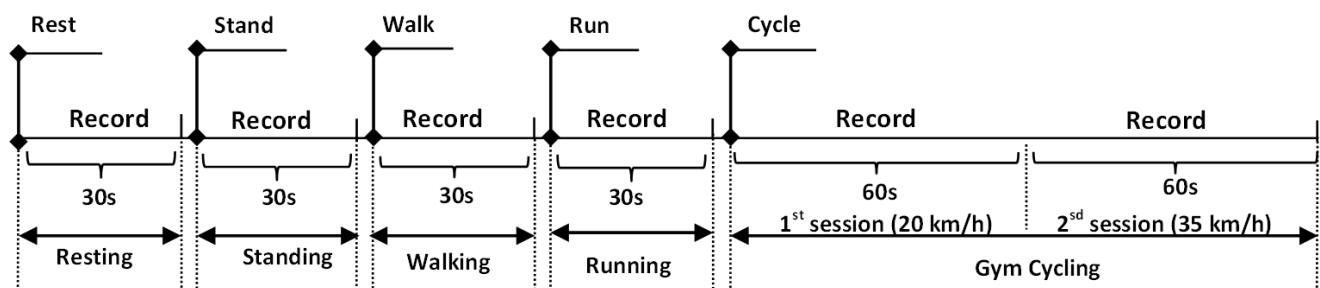 Rest Stand Walk Run Cycle
Record Record Record Record Record Record
30s 30s 30s 30s 60s 60s
1st session (20 km/h) 2sd session (35 km/h)
Resting Standing Walking Running Gym Cycling